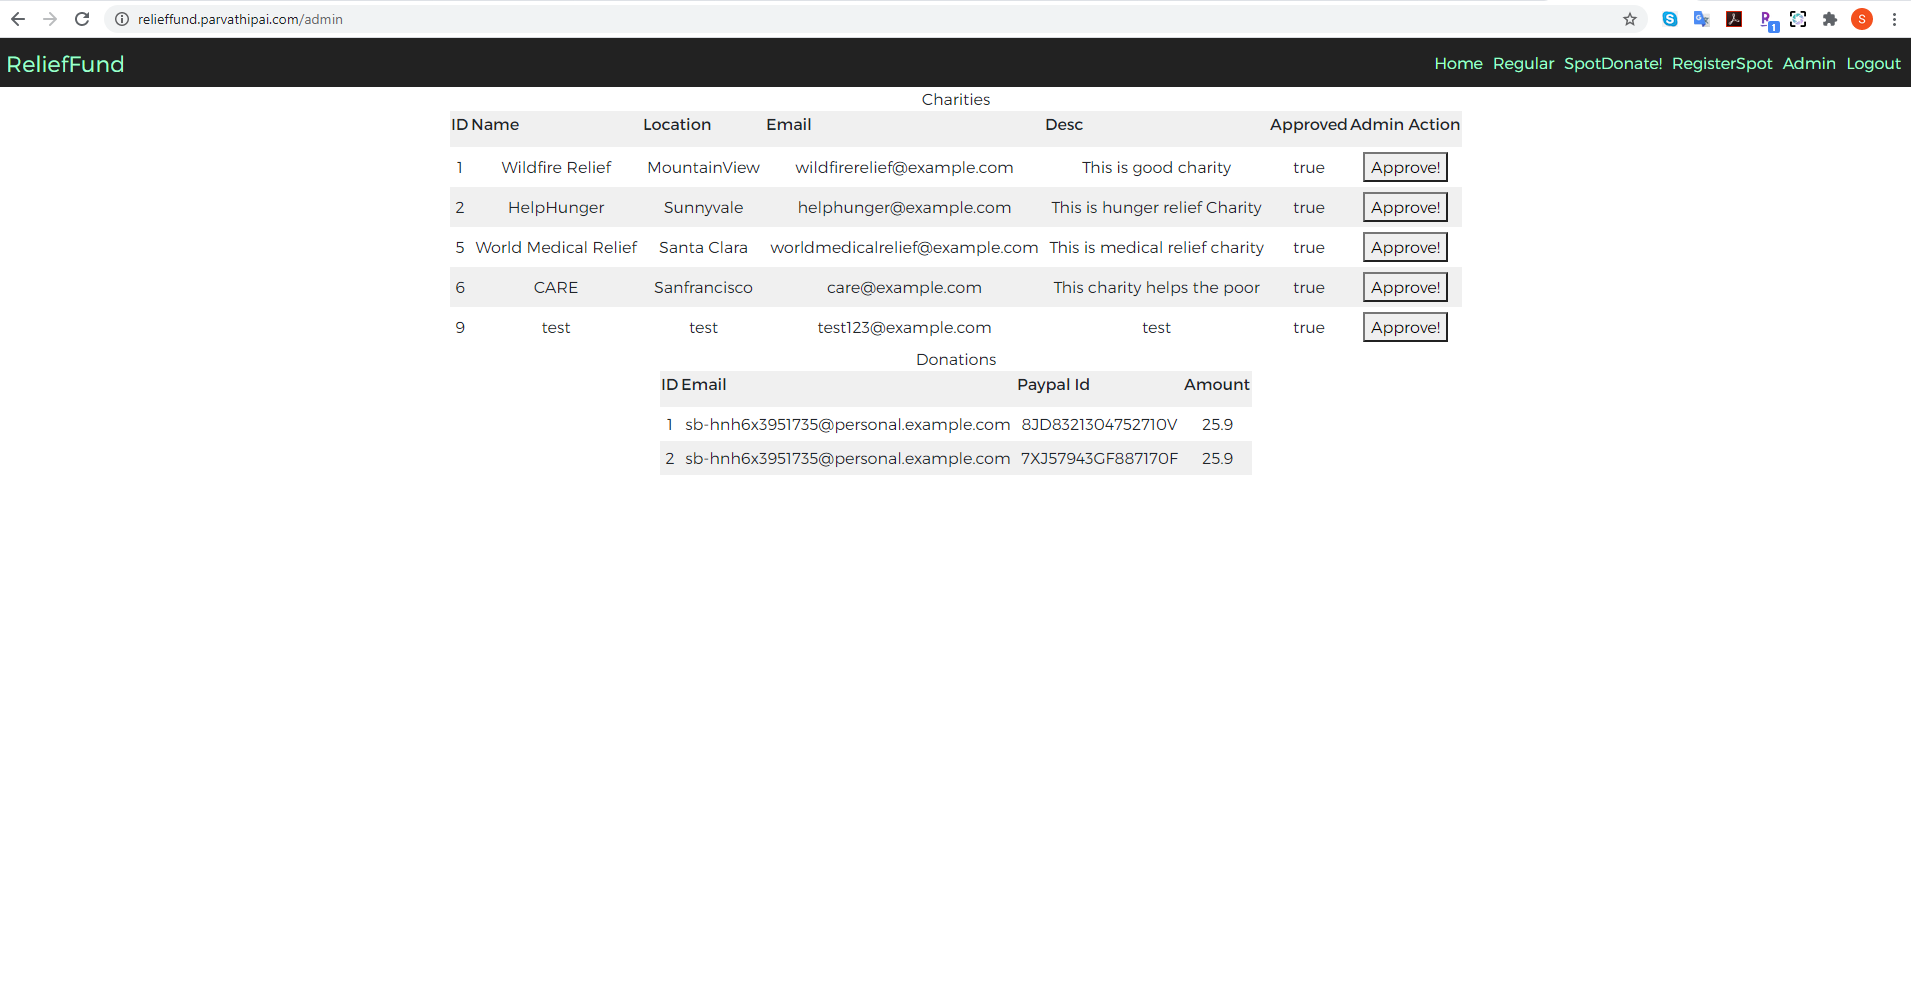 relieffund.parvathipai.com/admin
1
S
ReliefFund Home Regular SpotDonate! RegisterSpot Admin Logout
Charities
ID Name Location Email Desc Approved Admin Action
1 Wildfire Relief MountainView wildfirerelief@example.com This is good charity true Approve!
2 HelpHunger Sunnyvale helphunger@example.com This is hunger relief Charity true Approve!
5 World Medical Relief Santa Clara worldmedicalrelief@example.com This is medical relief charity true Approve!
6 CARE Sanfrancisco care@example.com This charity helps the poor true Approve!
9 test test test123@example.com test true Approve!
Donations
ID Email Paypal Id Amount
1 sb-hnh6x3951735@personal.example.com 8JD8321304752710V 25.9
2 sb-hnh6x3951735@personal.example.com 7XJ57943GF887170F 25.9